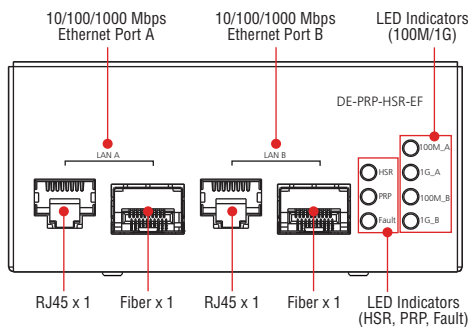 10/100/1000 Mbps
Ethernet Port A
10/100/1000 Mbps
Ethernet Port B
LED Indicators
(100M/1G)
DE-PRP-HSR-EF
LAN A
LAN B
100M_A
HSR
1G_A
PRP
100M_B
Fault
1G_B
RJ45 x 1
Fiber x 1
RJ45 x 1
Fiber x 1
LED Indicators
(HSR, PRP, Fault)